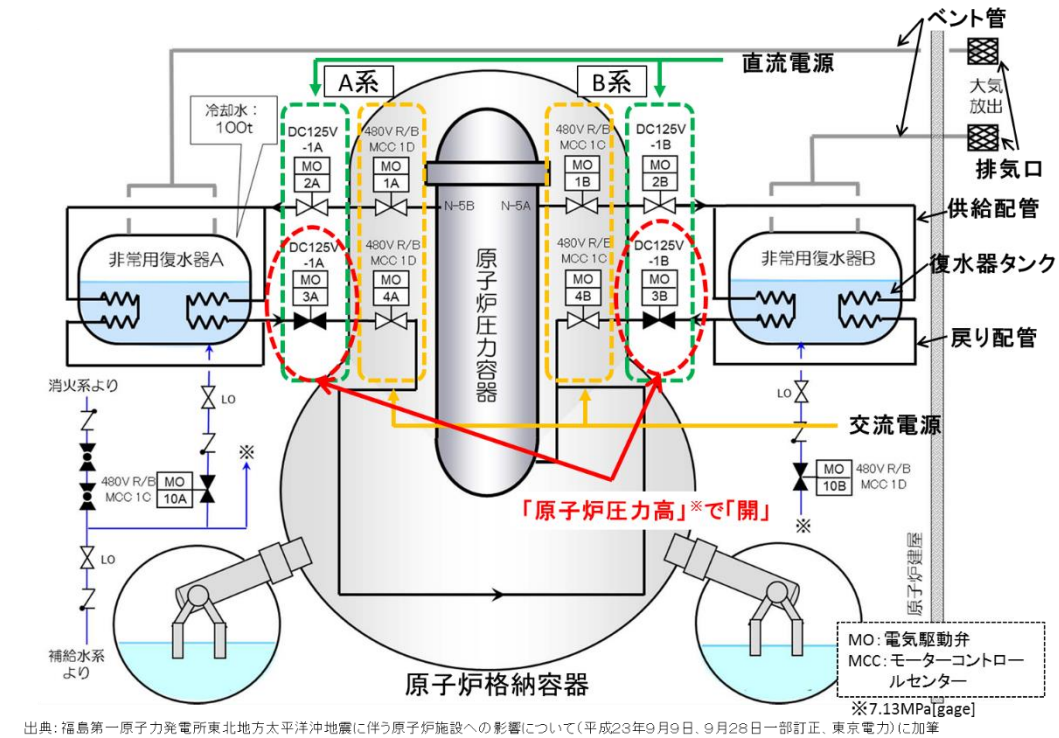 ベント管
直流電源
A系
B系
大気
放出
冷却水：
100t
DC125V
-1A
MO
2A
480V R/B
MCC 1D
MO
1A
480V R/B
MCC 1C
MO
1B
DC125V
-1B
MO
2B
排気口
N-5B
N-5A
供給配管
非常用復水器A
DC125V
-1A
MO
3A
480V R/B
MCC 1D
MO
4A
原子炉圧力容器
480V R/B
MCC 1C
MO
4B
DC125V
-1B
MO
3B
非常用復水器B
復水器タンク
戻り配管
消火系より
LO
※
480V R/B
MCC 1C
MO
10A
LO
交流電源
LO
MO
10B
480V R/B
MCC 1D
※
「原子炉圧力高」※で「開」
原子炉建屋
補給水系
より
原子炉格納容器
MO：電気駆動弁
MCC：モーターコントロー
ルセンター
※7.13MPa[gage]
出典：福島第一原子力発電所東北地方太平洋沖地震に伴う原子炉施設への影響について(平成23年9月9日、9月28日一部訂正、東京電力)に加筆